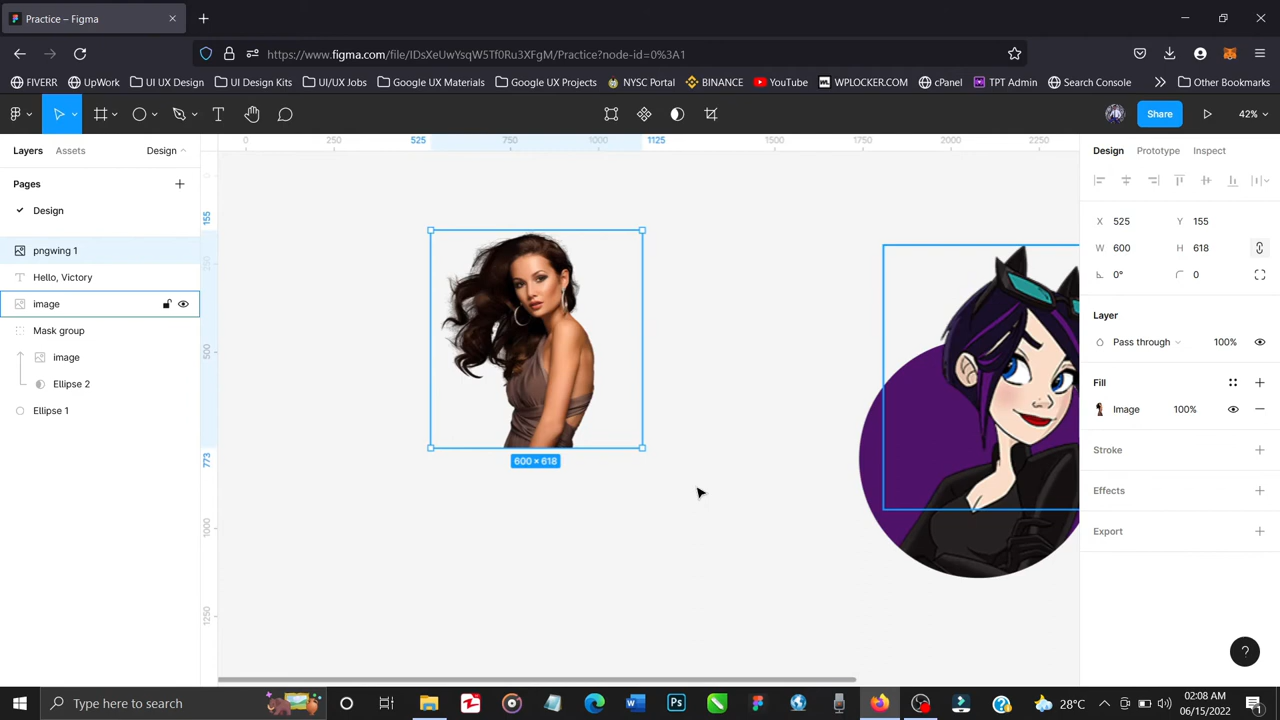 Practice – Figma
https://www.figma.com/file/IDsXeUwYsqW5Tf0Ru3XFgM/Practice?node-id=0%3A1
FIVERR UpWork UI UX Design UI Design Kits UI/UX Jobs Google UX Materials Google UX Projects NYSC Portal BINANCE YouTube WPLOCKER.COM cPanel TPT Admin Search Console Other Bookmarks
Share 42%
Layers Assets Design
Pages
Design
pngwing 1
Hello, Victory
image
Mask group
image
Ellipse 2
Ellipse 1
0 250 525 750 1000 1125 1500 1750 2000 2250
0
155
250
500
773
1000
1250
600 × 618
Design Prototype Inspect
X 525 Y 155
W 600 H 618
0° 0
Layer
Pass through 100%
Fill
Image 100%
Stroke
Effects
Export
?
Type here to search
28°C
02:08 AM
06/15/2022
1